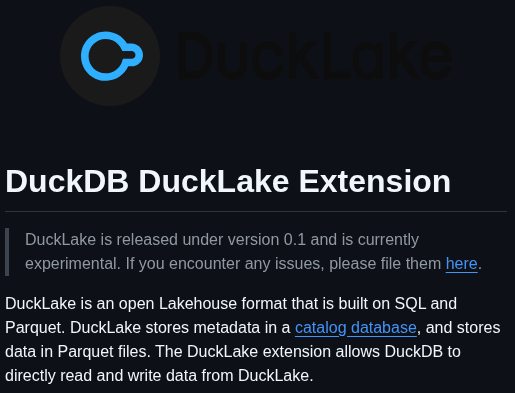 DuckLake
DuckDB DuckLake Extension
DuckLake is released under version 0.1 and is currently
experimental. If you encounter any issues, please file them here.
DuckLake is an open Lakehouse format that is built on SQL and
Parquet. DuckLake stores metadata in a catalog database, and stores
data in Parquet files. The DuckLake extension allows DuckDB to
directly read and write data from DuckLake.